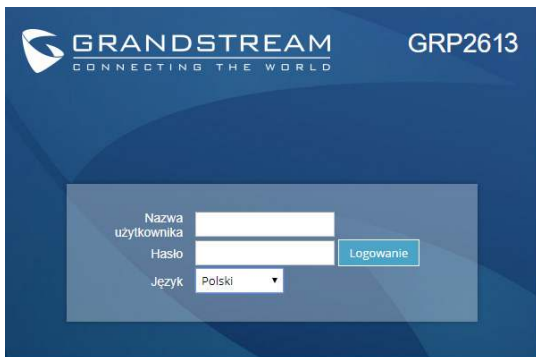 GRANDSTREAM
CONNECTING THE WORLD
GRP2613
Nazwa
użytkownika
Hasło
Logowanie
Język
Polski